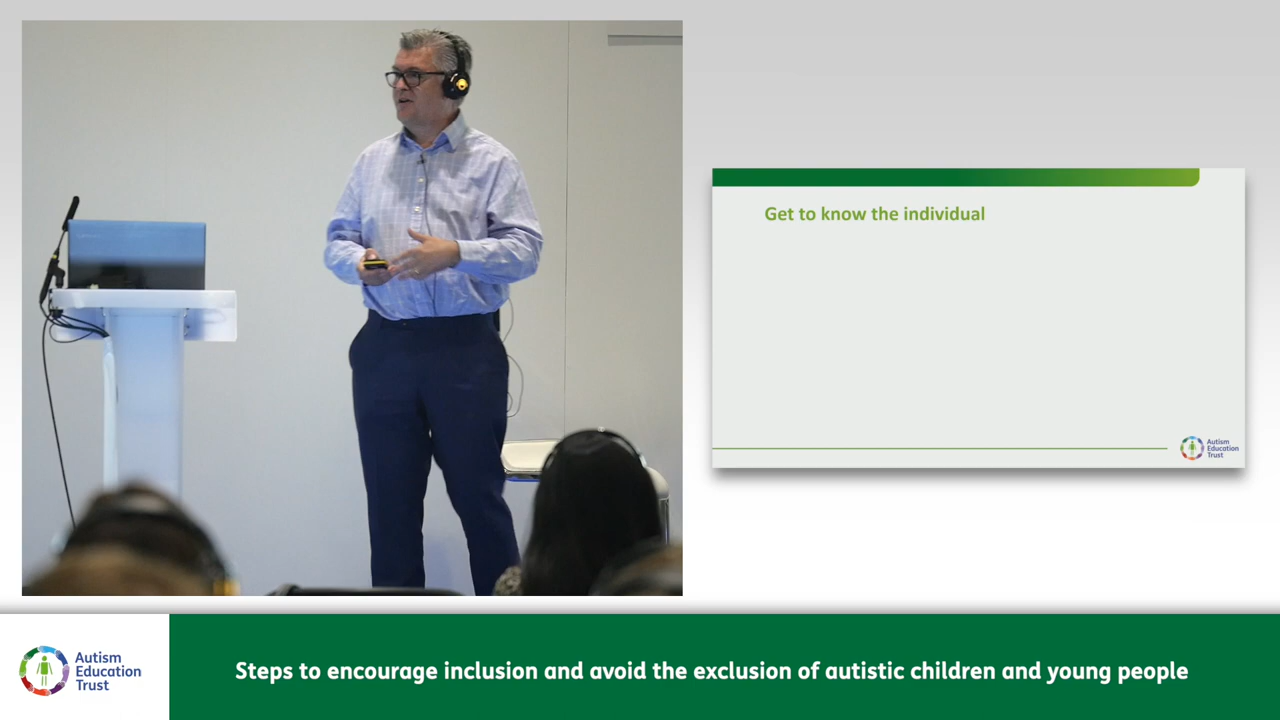 Get to know the individual
Autism
Education
Trust
Autism
Education
Trust
Steps to encourage inclusion and avoid the exclusion of autistic children and young people